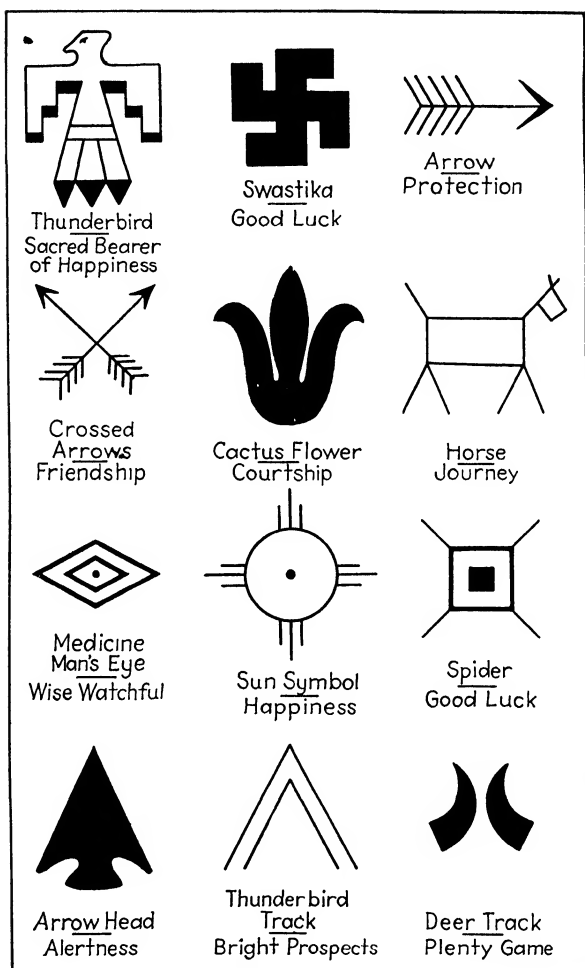 Thunderbird
Sacred Bearer
of Happiness
Swastika
Good Luck
Arrow
Protection
Crossed
Arrows
Friendship
Cactus Flower
Courtship
Horse
Journey
Medicine
Man's Eye
Wise Watchful
Sun Symbol
Happiness
Spider
Good Luck
Arrow Head
Alertness
Thunderbird
Track
Bright Prospects
Deer Track
Plenty Game